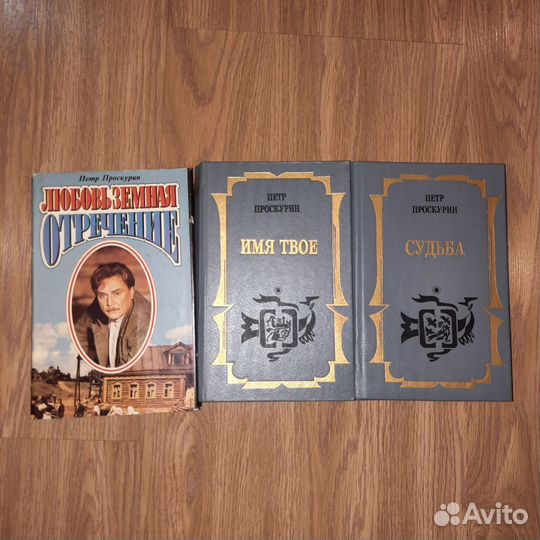 Петр Проскурин
ЛЮБОВЬ ЗЕМНАЯ
ОТРЕЧЕНИЕ
ПЕТР
ПРОСКУРИН
ИМЯ ТВОЕ
ПЕТР
ПРОСКУРИН
СУДЬБА
Avito